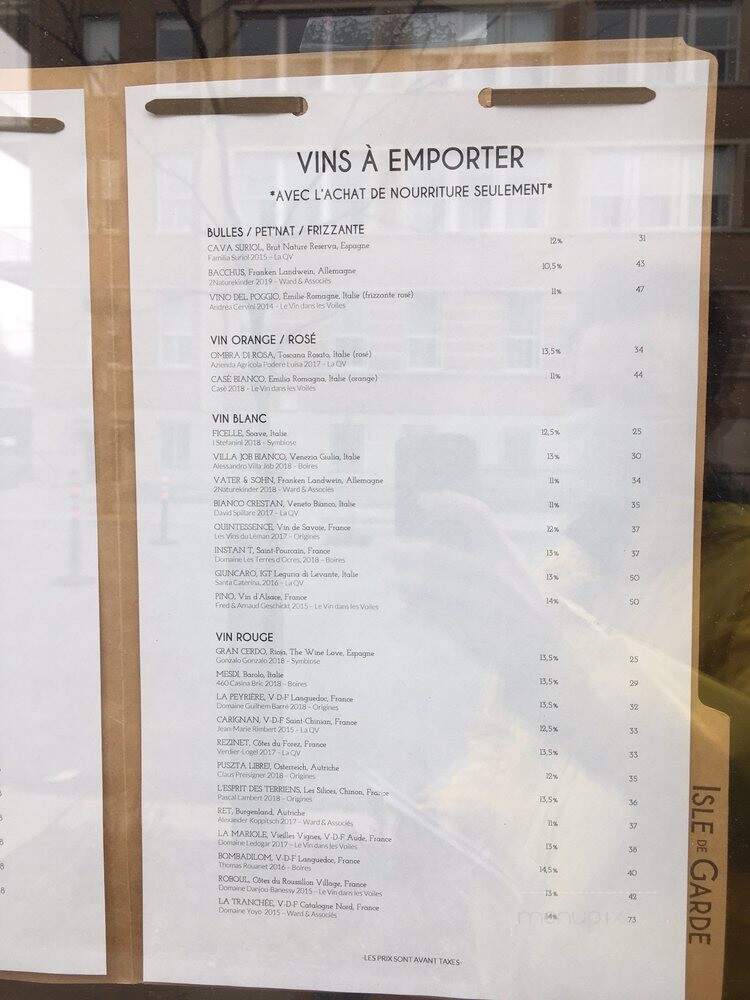 VINS À EMPORTER
*AVEC L'ACHAT DE NOURRITURE SEULEMENT*
BULLES / PET'NAT / FRIZZANTE
CAVA SURIOL, Brut Nature Reserva, Espagne 12% 31
Familia Suriol 2015 - La QV
BACCHUS, Franken Landwein, Allemagne 10,5% 43
2Naturekinder 2019 - Ward & Associés
VINO DEL POGGIO, Émilie-Romagne, Italie (frizzante rosé) 11% 47
Andrea Cervini 2014 - Le Vin dans les Voiles
VIN ORANGE / ROSÉ
OMBRA DI ROSA, Toscana Rosato, Italie (rosé) 13,5% 34
Azienda Agricola Podere Luisa 2017 - La QV
CASÈ BIANCO, Emilia Romagna, Italie (orange) 11% 44
Casè 2018 - Le Vin dans les Voiles
VIN BLANC
FICELLE, Soave, Italie 12,5% 25
I Stefanini 2018 - Symbiose
VILLA JOB BIANCO, Venezia Giulia, Italie 13% 30
Alessandro Villa Job 2018 - Boires
VATER & SOHN, Franken Landwein, Allemagne 11% 34
2Naturekinder 2018 - Ward & Associés
BIANCO CRESTAN, Veneto Bianco, Italie 11% 35
David Spillare 2017 - La QV
QUINTESSENCE, Vin de Savoie, France 12% 37
Les Vins du Léman 2017 - Origines
INSTAN T, Saint-Pourcain, France 13% 37
Domaine Les Terres d'Ocres, 2018 - Boires
GIUNCARO, IGT Leguria di Levante, Italie 13% 50
Santa Caterina, 2016 - La QV
PINO, Vin d'Alsace, France 14% 50
Fred & Arnaud Geschickt 2015 - Le Vin dans les Voiles
VIN ROUGE
GRAN CERDO, Rioja, The Wine Love, Espagne 13,5% 25
Gonzalo Gonzalo 2018 - Symbiose
MESDI, Barolo, Italie 13,5% 29
460 Casina Bric 2018 - Boires
LA PEYRIÈRE, V-D-F Languedoc, France 13,5% 32
Domaine Guilhem Barré 2018 - Origines
CARIGNAN, V-D-F Saint-Chinian, France 12,5% 33
Jean-Marie Rimbert 2015 - La QV
REZINET, Côtes du Forez, France 13,5% 33
Verdier-Logel 2017 - La QV
PUSZTA LIBRE!, Österreich, Autriche 12% 35
Claus Preisigner 2018 - Origines
L'ESPRIT DES TERRIENS, Les Silices, Chinon, France 13,5% 36
Pascal Lambert 2018 - Origines
RET, Burgenland, Autriche 11% 37
Alexander Koppitsch 2017 - Ward & Associés
LA MARIOLE, Vieilles Vignes, V-D-F Aude, France 13% 38
Domaine Ledogar 2017 - Le Vin dans les Voiles
BOMBADILOM, V-D-F Languedoc, France 14,5% 40
Thomas Rouanet 2016 - Boires
ROBOUL, Côtes du Roussillon Village, France 13% 42
Domaine Danjou-Banessy 2015 - Le Vin dans les Voiles
LA TRANCHÉE, V-D-F Catalogne Nord, France 73
Domaine Yoyo 2015 - Ward & Associés
-LES PRIX SONT AVANT TAXES-
ISLE DE GARDE